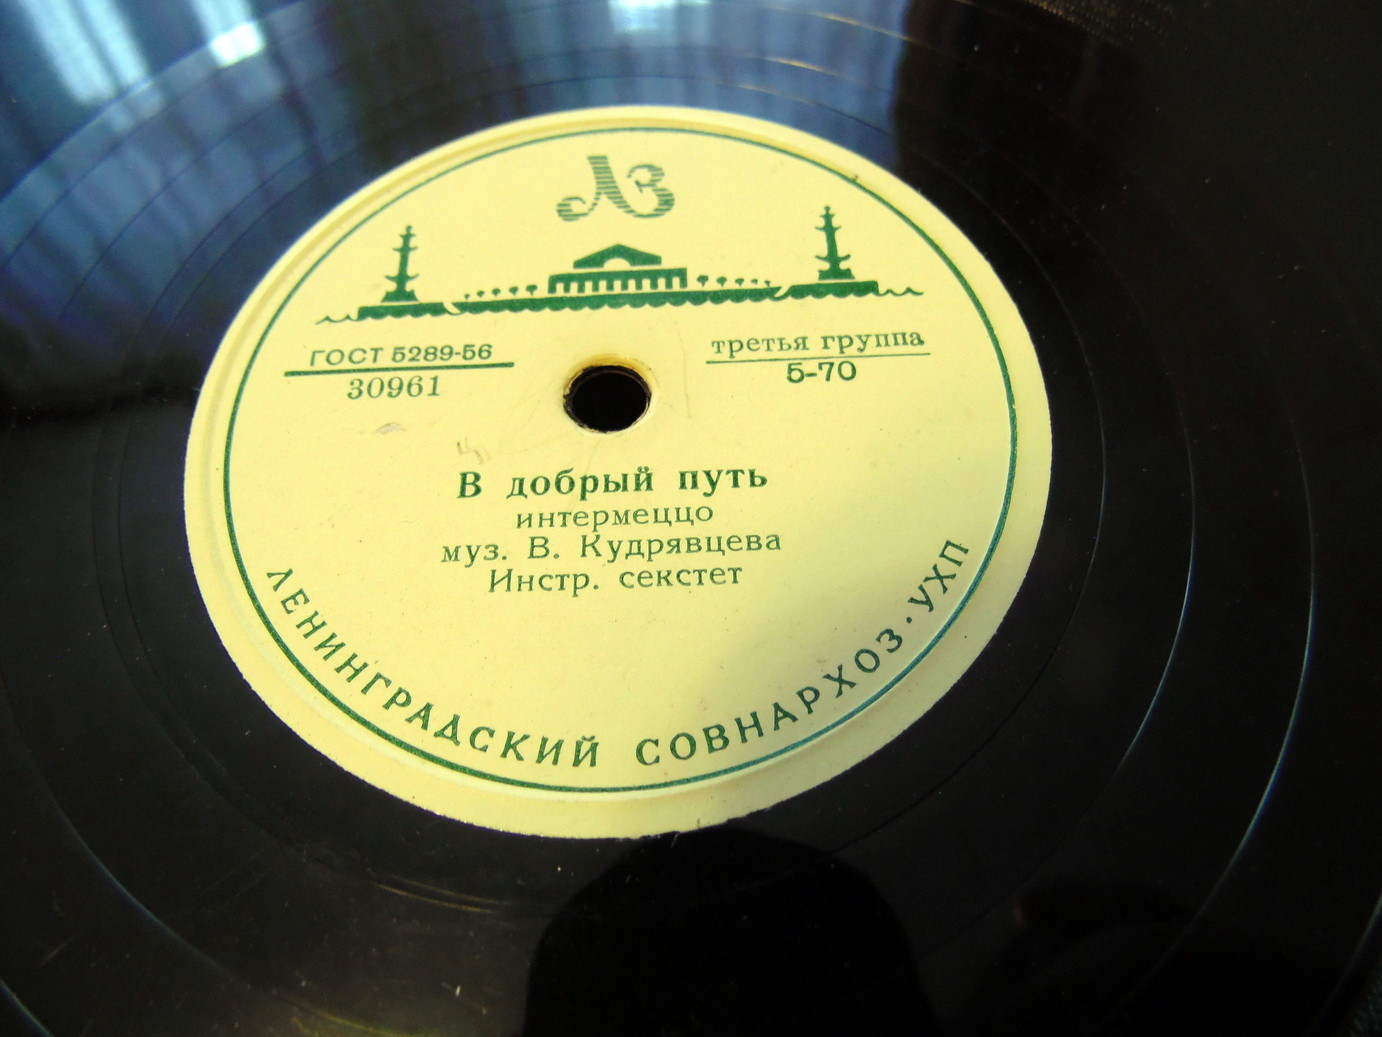 ЛЗ
ГОСТ 5289-56
30961
третья группа
5-70
В добрый путь
интермеццо
муз. В. Кудрявцева
Инстр. секстет
ЛЕНИНГРАДСКИЙ СОВНАРХОЗ·УХП